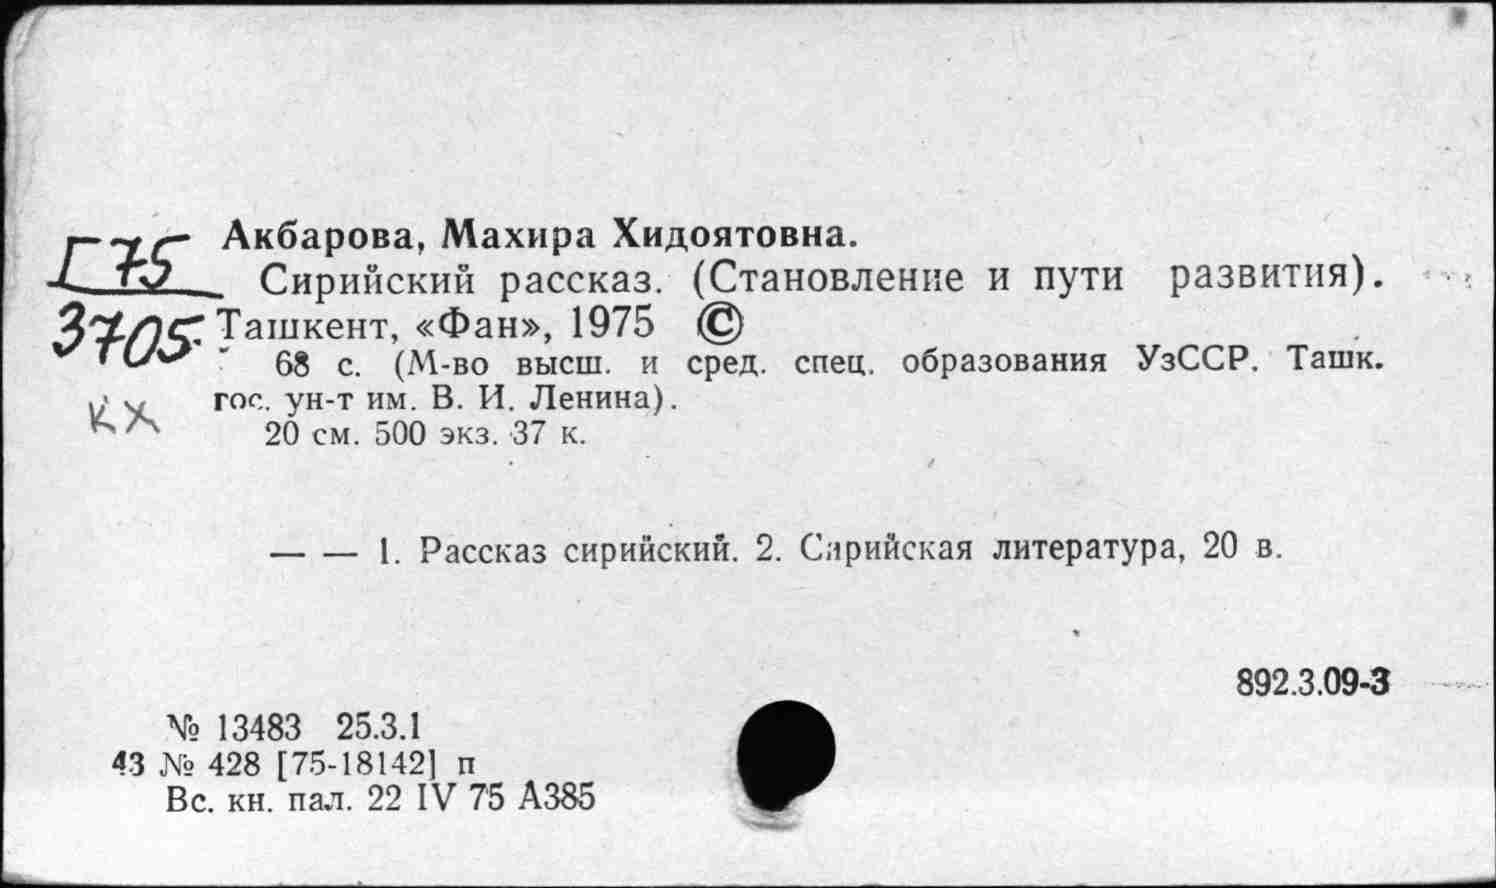 Г75
3705
КХ
Акбарова, Махира Хидоятовна.
Сирийский рассказ. (Становление и пути развития).
Ташкент, «Фан», 1975 ©
68 с. (М-во высш. и сред. спец. образования УзССР. Ташк.
гос. ун-т им. В. И. Ленина).
20 см. 500 экз. 37 к.
— — 1. Рассказ сирийский. 2. Сирийская литература, 20 в.
892.3.09-3
№ 13483 25.3.1
43 № 428 [75-18142] п
Вс. кн. пал. 22 IV 75 А385